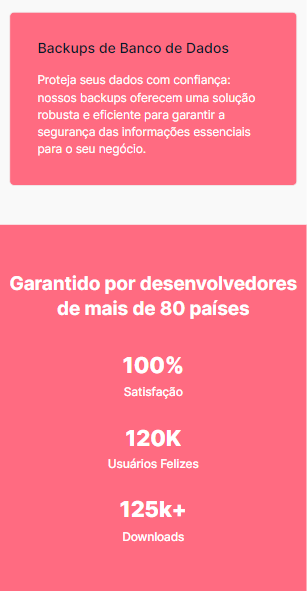 Backups de Banco de Dados
Proteja seus dados com confiança:
nossos backups oferecem uma solução
robusta e eficiente para garantir a
segurança das informações essenciais
para o seu negócio.
Garantido por desenvolvedores
de mais de 80 países
100%
Satisfação
120K
Usuários Felizes
125k+
Downloads